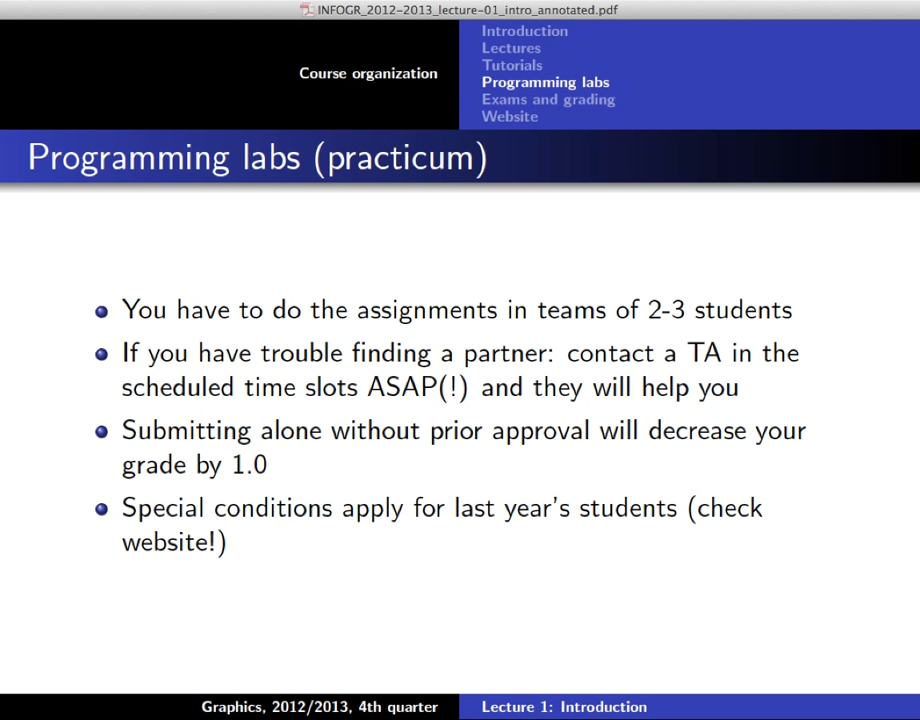 INFOGR_2012-2013_lecture-01_intro_annotated.pdf
Course organization
Introduction
Lectures
Tutorials
Programming labs
Exams and grading
Website
Programming labs (practicum)
You have to do the assignments in teams of 2-3 students
If you have trouble finding a partner: contact a TA in the
scheduled time slots ASAP(!) and they will help you
Submitting alone without prior approval will decrease your
grade by 1.0
Special conditions apply for last year's students (check
website!)
Graphics, 2012/2013, 4th quarter
Lecture 1: Introduction